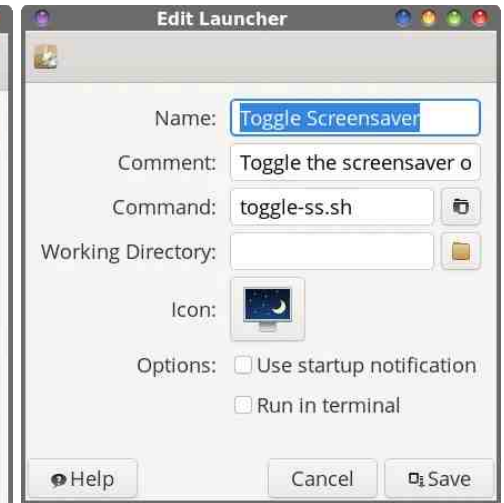 Edit Launcher
Name: Toggle Screensaver
Comment: Toggle the screensaver o
Command: toggle-ss.sh
Working Directory:
Icon:
Options: Use startup notification
Run in terminal
Help Cancel Save